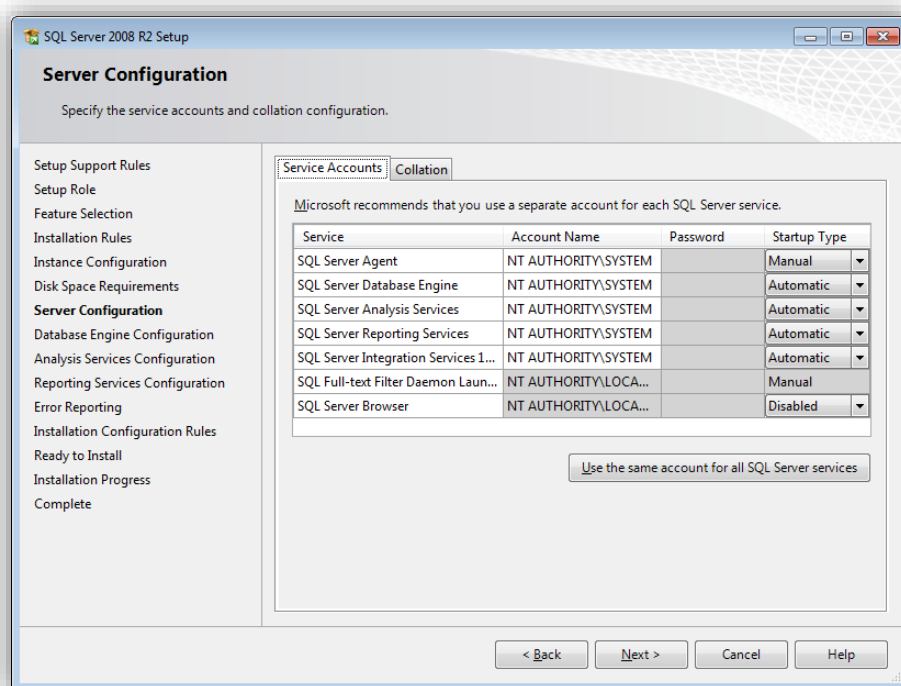 SQL Server 2008 R2 Setup
Server Configuration
Specify the service accounts and collation configuration.
Setup Support Rules
Setup Role
Feature Selection
Installation Rules
Instance Configuration
Disk Space Requirements
Server Configuration
Database Engine Configuration
Analysis Services Configuration
Reporting Services Configuration
Error Reporting
Installation Configuration Rules
Ready to Install
Installation Progress
Complete
Service Accounts Collation
Microsoft recommends that you use a separate account for each SQL Server service.
Service Account Name Password Startup Type
SQL Server Agent NT AUTHORITY\SYSTEM Manual
SQL Server Database Engine NT AUTHORITY\SYSTEM Automatic
SQL Server Analysis Services NT AUTHORITY\SYSTEM Automatic
SQL Server Reporting Services NT AUTHORITY\SYSTEM Automatic
SQL Server Integration Services 1... NT AUTHORITY\SYSTEM Automatic
SQL Full-text Filter Daemon Laun... NT AUTHORITY\LOCA... Manual
SQL Server Browser NT AUTHORITY\LOCA... Disabled
Use the same account for all SQL Server services
< Back Next > Cancel Help